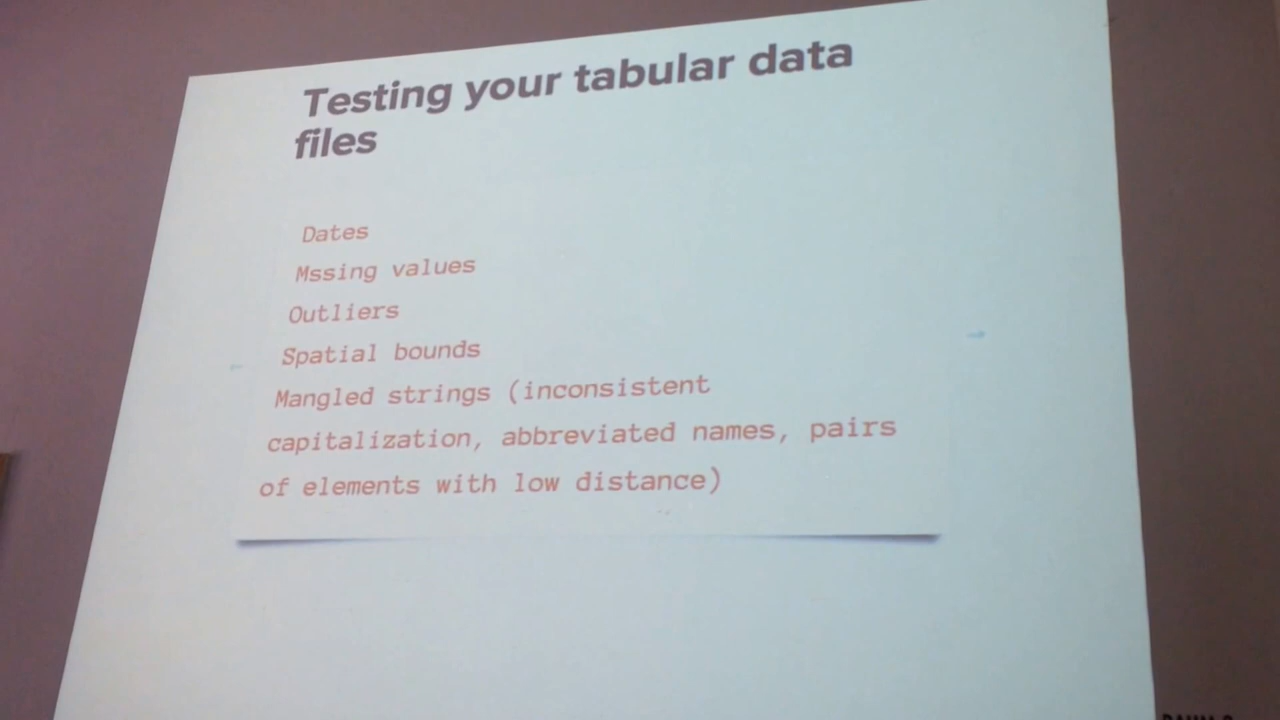 Testing your tabular data
files
Dates
Mssing values
Outliers
Spatial bounds
Mangled strings (inconsistent
capitalization, abbreviated names, pairs
of elements with low distance)